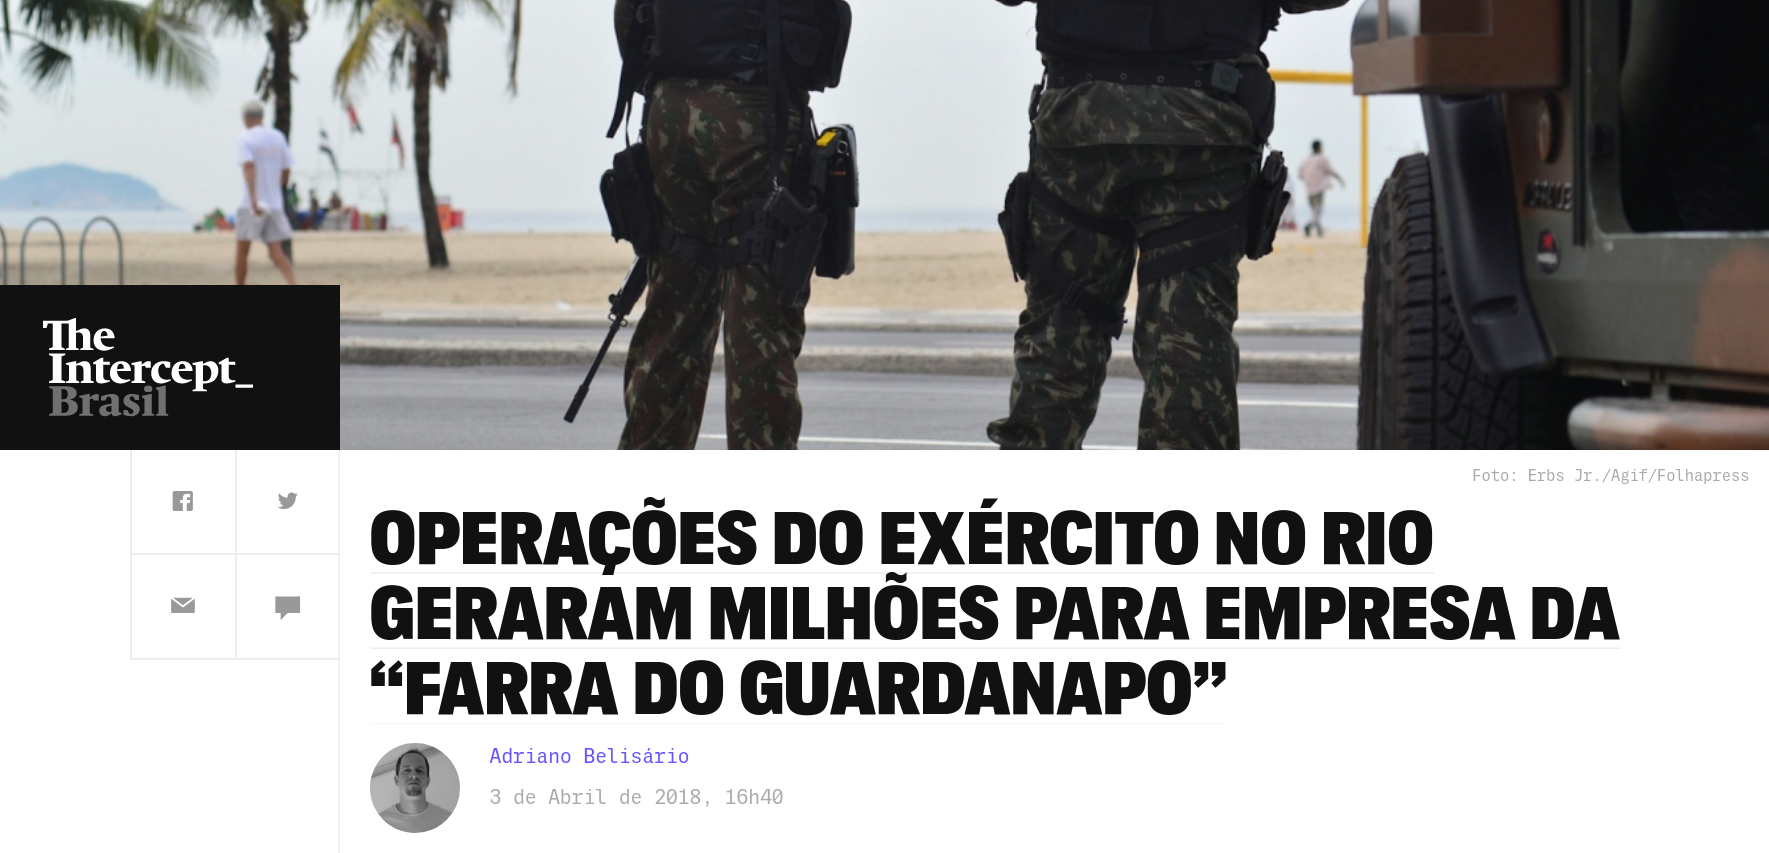 The
Intercept_
Brasil
Foto: Erbs Jr./Agif/Folhapress
OPERAÇÕES DO EXÉRCITO NO RIO
GERARAM MILHÕES PARA EMPRESA DA
“FARRA DO GUARDANAPO”
Adriano Belisário
3 de Abril de 2018, 16h40